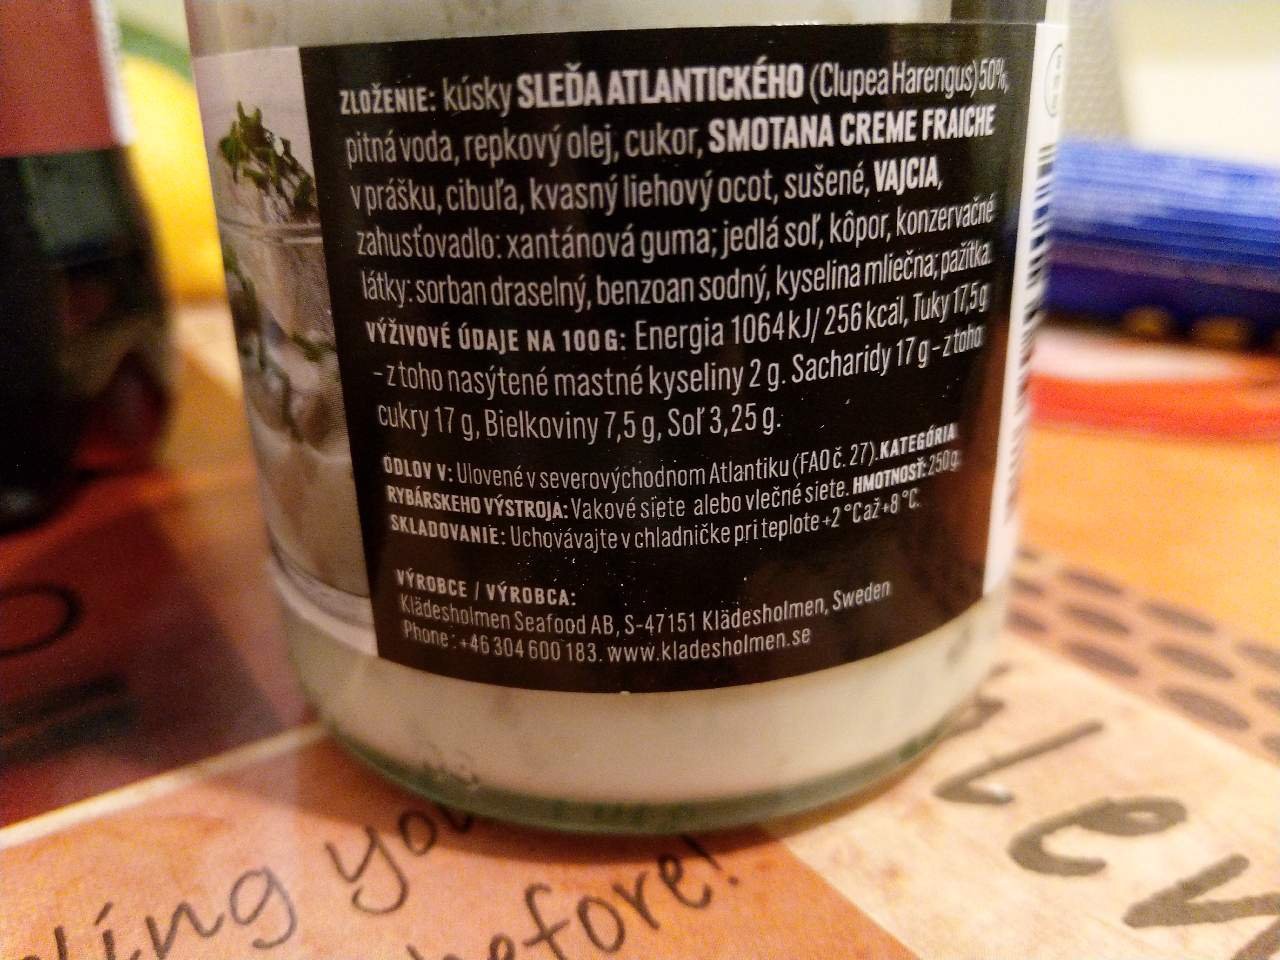 ZLOŽENIE: kúsky SLEĎA ATLANTICKÉHO (Clupea Harengus) 50%,
pitná voda, repkový olej, cukor, SMOTANA CREME FRAICHE
v prášku, cibuľa, kvasný liehový ocot, sušené, VAJCIA,
zahusťovadlo: xantánová guma; jedlá soľ, kôpor, konzervačné
látky: sorban draselný, benzoan sodný, kyselina mliečna; pažítka.
VÝŽIVOVÉ ÚDAJE NA 100 G: Energia 1064 kJ/ 256 kcal, Tuky 17,5g
- z toho nasýtené mastné kyseliny 2 g. Sacharidy 17 g - z toho
cukry 17 g, Bielkoviny 7,5 g, Soľ 3,25 g.
ODLOV V: Ulovené v severovýchodnom Atlantiku (FAO č. 27). KATEGÓRIA
RYBÁRSKEHO VÝSTROJA: Vakové siete alebo vlečné siete. HMOTNOSŤ: 250g
SKLADOVANIE: Uchovávajte v chladničke pri teplote +2 °C až +8 °C.
VÝROBCE / VÝROBCA:
Klädesholmen Seafood AB, S-47151 Klädesholmen, Sweden
Phone: +46 304 600 183. www.kladesholmen.se
before!